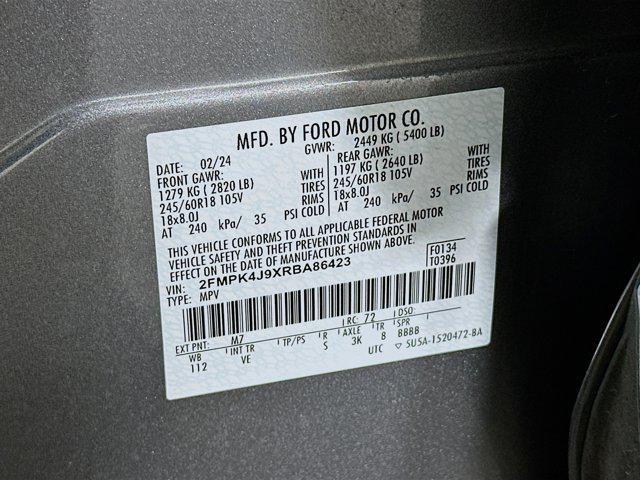 MFD. BY FORD MOTOR CO.
DATE: 02/24 GVWR: 2449 KG ( 5400 LB)
FRONT GAWR: WITH REAR GAWR: WITH
1279 KG ( 2820 LB) TIRES 1197 KG ( 2640 LB) TIRES
245/60R18 105V RIMS 245/60R18 105V RIMS
18x8.0J 18x8.0J
AT 240 kPa/ 35 PSI COLD AT 240 kPa/ 35 PSI COLD
THIS VEHICLE CONFORMS TO ALL APPLICABLE FEDERAL MOTOR
VEHICLE SAFETY AND THEFT PREVENTION STANDARDS IN
EFFECT ON THE DATE OF MANUFACTURE SHOWN ABOVE. F0134
VIN: 2FMPK4J9XRBA86423 T0396
TYPE: MPV
EXT PNT: M7 RC: 72 DSO:
WB INT TR TP/PS R AXLE TR SPR
112 VE S 3K 8 BBBB
UTC ▽ 5U5A-1520472-BA